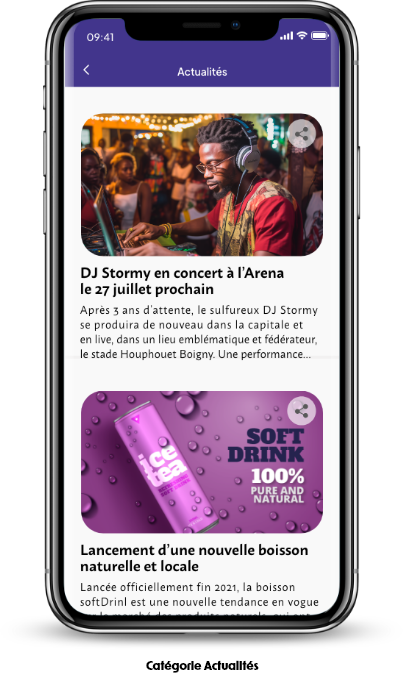 09:41
Actualités
DJ Stormy en concert à l'Arena
le 27 juillet prochain
Après 3 ans d'attente, le sulfureux DJ Stormy
se produira de nouveau dans la capitale et
en live, dans un lieu emblématique et fédérateur,
le stade Houphouet Boigny. Une performance...
ice
tea
SOFT
DRINK
100%
PURE AND
NATURAL
Lancement d'une nouvelle boisson
naturelle et locale
Lancée officiellement fin 2021, la boisson
softDrinl est une nouvelle tendance en vogue
Catégorie Actualités